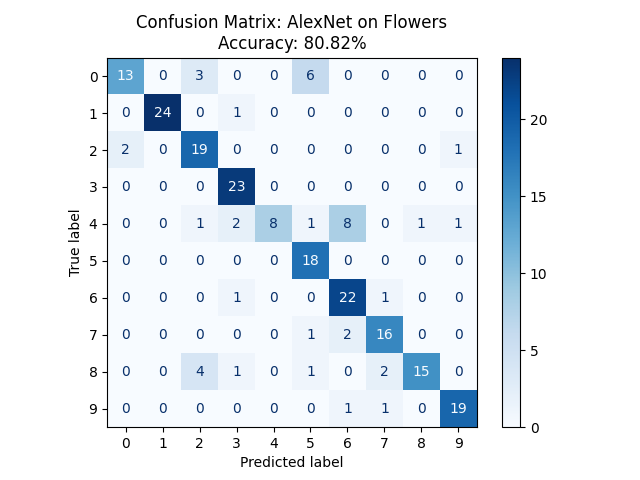 Confusion Matrix: AlexNet on Flowers
Accuracy: 80.82%
0 13 0 3 0 0 6 0 0 0 0
1 0 24 0 1 0 0 0 0 0 0
2 2 0 19 0 0 0 0 0 0 1
3 0 0 0 23 0 0 0 0 0 0
4 0 0 1 2 8 1 8 0 1 1
5 0 0 0 0 0 18 0 0 0 0
6 0 0 0 1 0 0 22 1 0 0
7 0 0 0 0 0 1 2 16 0 0
8 0 0 4 1 0 1 0 2 15 0
9 0 0 0 0 0 0 1 1 0 19
0 1 2 3 4 5 6 7 8 9
Predicted label
True label
20
15
10
5
0